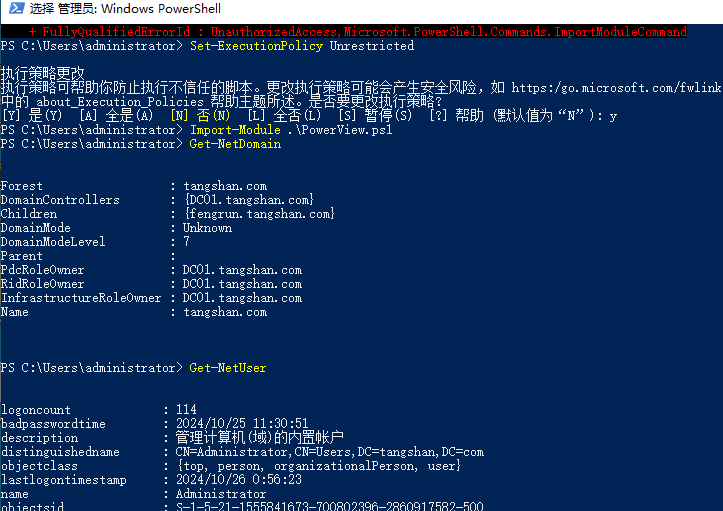 选择 管理员: Windows PowerShell
+ FullyQualifiedErrorId : UnauthorizedAccess,Microsoft.PowerShell.Commands.ImportModuleCommand
PS C:\Users\administrator> Set-ExecutionPolicy Unrestricted
执行策略更改
执行策略可帮助你防止执行不信任的脚本。更改执行策略可能会产生安全风险，如 https:/go.microsoft.com/fwlink
中的 about_Execution_Policies 帮助主题所述。是否要更改执行策略?
[Y] 是(Y)  [A] 全是(A)  [N] 否(N)  [L] 全否(L)  [S] 暂停(S)  [?] 帮助 (默认值为“N”): y
PS C:\Users\administrator> Import-Module .\PowerView.ps1
PS C:\Users\administrator> Get-NetDomain
Forest                  : tangshan.com
DomainControllers       : {DC01.tangshan.com}
Children                : {fengrun.tangshan.com}
DomainMode              : Unknown
DomainModeLevel         : 7
Parent                  :
PdcRoleOwner            : DC01.tangshan.com
RidRoleOwner            : DC01.tangshan.com
InfrastructureRoleOwner : DC01.tangshan.com
Name                    : tangshan.com
PS C:\Users\administrator> Get-NetUser
logoncount             : 114
badpasswordtime        : 2024/10/25 11:30:51
description            : 管理计算机(域)的内置帐户
distinguishedname      : CN=Administrator,CN=Users,DC=tangshan,DC=com
objectclass            : {top, person, organizationalPerson, user}
lastlogontimestamp     : 2024/10/26 0:56:23
name                   : Administrator
objectsid              : S-1-5-21-1555841673-700802396-2860917582-500